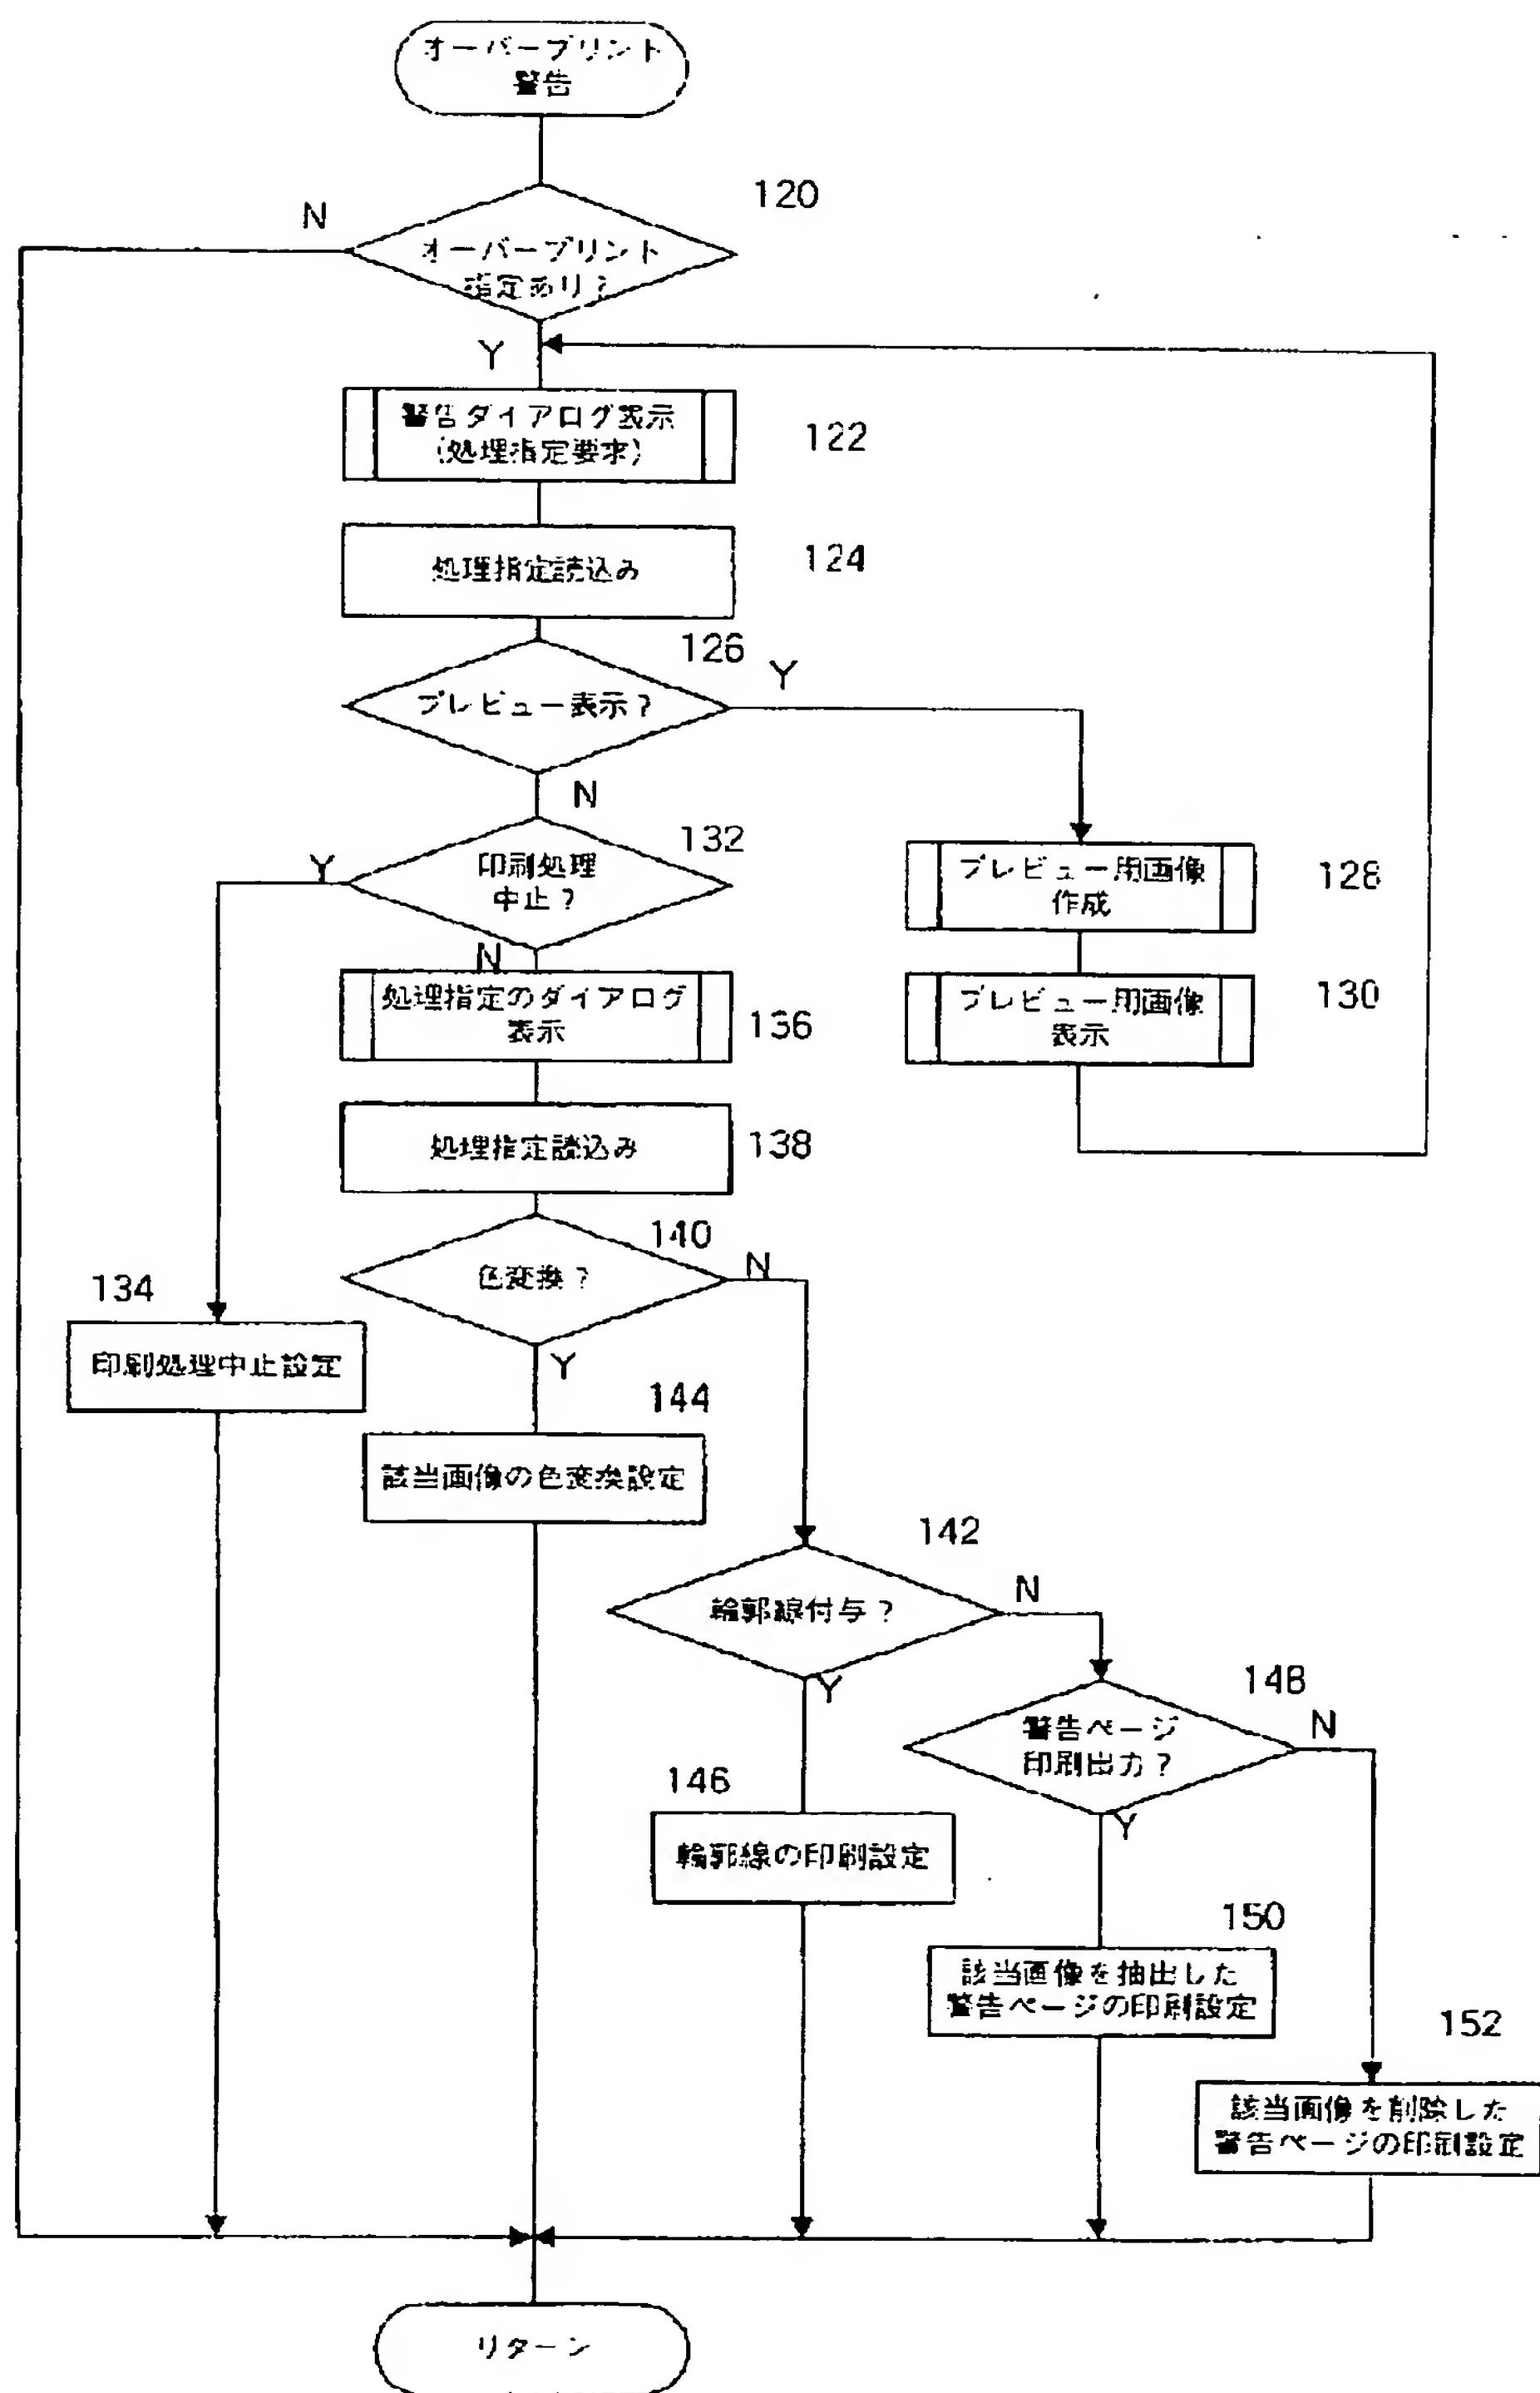 オーバープリント
警告
120
N
オーバープリント
指定あり？
Y
警告ダイアログ表示
(処理指定要求)
122
処理指定読込み
124
126
Y
プレビュー表示？
N
132
Y
印刷処理
中止？
プレビュー用画像
作成
128
N
処理指定のダイアログ
表示
136
プレビュー用画像
表示
130
処理指定読込み
138
140
N
色変換？
134
印刷処理中止設定
Y
144
該当画像の色変換設定
142
N
輪郭線付与？
Y
148
N
警告ページ
印刷出力？
Y
146
輪郭線の印刷設定
150
該当画像を抽出した
警告ページの印刷設定
152
該当画像を削除した
警告ページの印刷設定
リターン